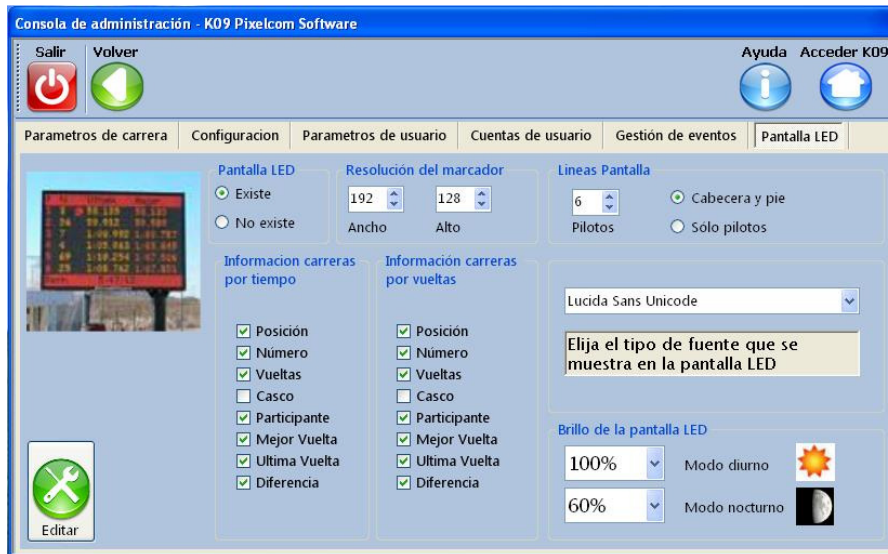 Consola de administración - K09 Pixelcom Software
Salir Volver Ayuda Acceder K09
Parametros de carrera Configuracion Parametros de usuario Cuentas de usuario Gestión de eventos Pantalla LED
Pantalla LED
Existe
No existe
Resolución del marcador
192 128
Ancho Alto
Lineas Pantalla
6
Pilotos
Cabecera y pie
Sólo pilotos
Informacion carreras
por tiempo
Posición
Número
Vueltas
Casco
Participante
Mejor Vuelta
Ultima Vuelta
Diferencia
Información carreras
por vueltas
Posición
Número
Vueltas
Casco
Participante
Mejor Vuelta
Ultima Vuelta
Diferencia
Lucida Sans Unicode
Elija el tipo de fuente que se
muestra en la pantalla LED
Brillo de la pantalla LED
100% Modo diurno
60% Modo nocturno
Editar